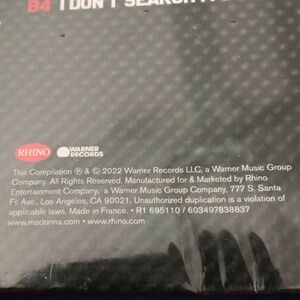 B4 I DON'T SEARCH
RHINO
WARNER
RECORDS
This Compilation ℗ & © 2022 Warner Records LLC, a Warner Music Group
Company. All Rights Reserved. Manufactured for & Marketed by Rhino
Entertainment Company, a Warner Music Group Company, 777 S. Santa
Fe Ave., Los Angeles, CA 90021. Unauthorized duplication is a violation of
applicable laws. Made in France. • R1 695110 / 603497838837
www.madonna.com • www.rhino.com